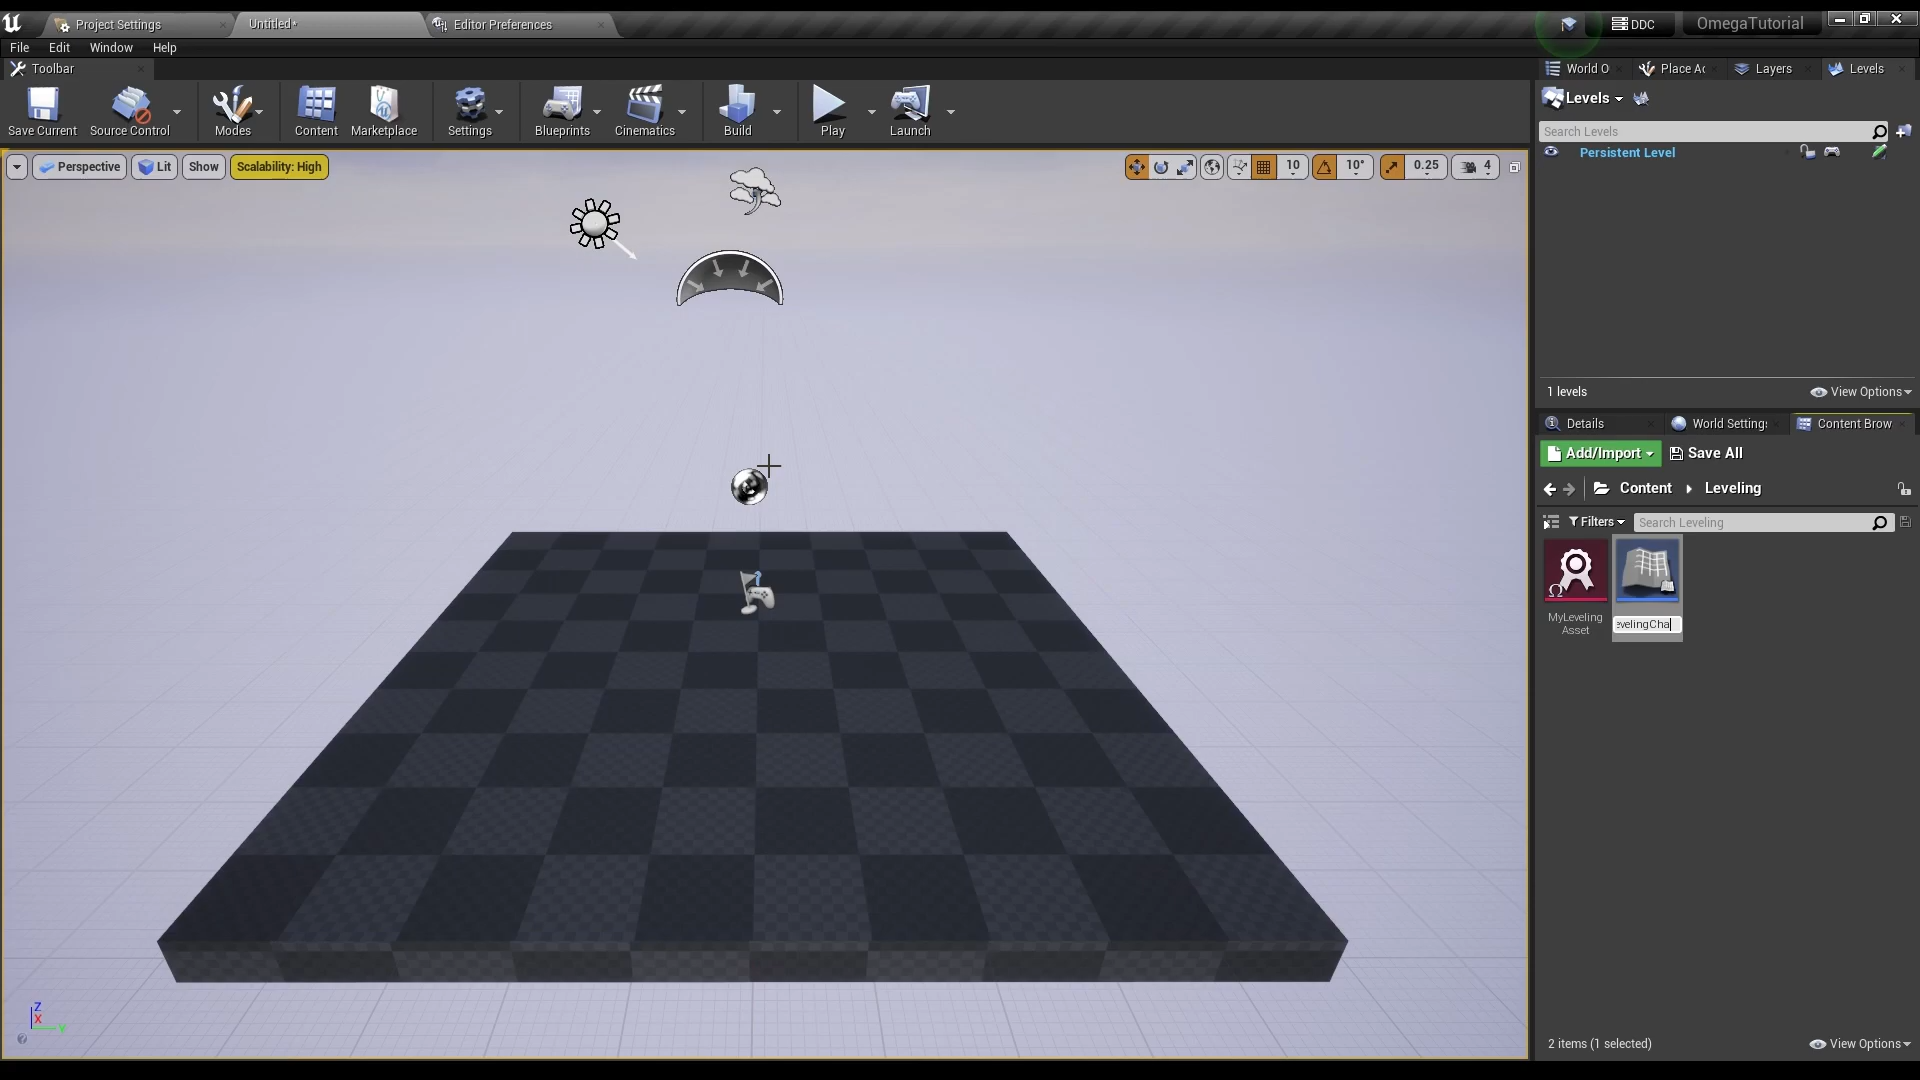 Project Settings
Untitled*
Editor Preferences
DDC
OmegaTutorial
File
Edit
Window
Help
Toolbar
World O
Place Ac
Layers
Levels
Save Current
Source Control
Modes
Content
Marketplace
Settings
Blueprints
Cinematics
Build
Play
Launch
Levels
Search Levels
Persistent Level
Perspective
Lit
Show
Scalability: High
10
10°
0.25
4
1 levels
View Options
Details
World Setting
Content Brow
Add/Import
Save All
Content
Leveling
Filters
Search Leveling
MyLeveling
Asset
evelingCha
Z
X
Y
2 items (1 selected)
View Options